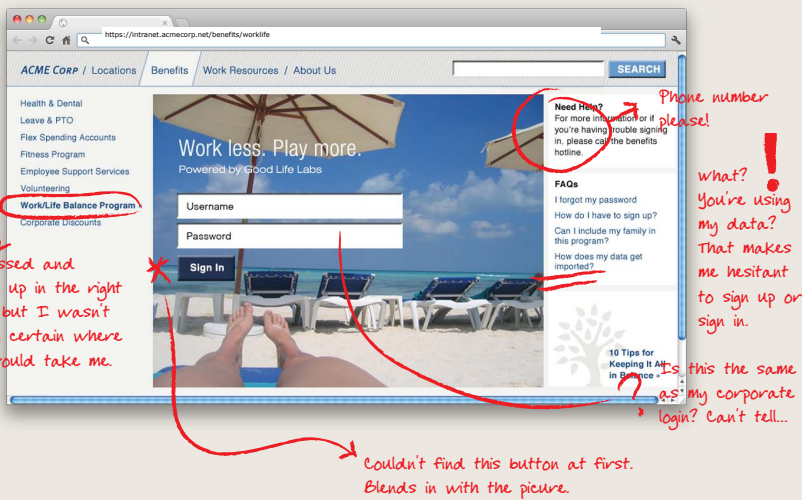 https://intranet.acmecorp.net/benefits/worklife
ACME CORP / Locations Benefits Work Resources / About Us SEARCH
Health & Dental
Leave & PTO
Flex Spending Accounts
Fitness Program
Employee Support Services
Volunteering
Work/Life Balance Program
Corporate Discounts
Work less. Play more.
Powered by Good Life Labs
Username
Password
Sign In
Need Help?
For more information or if
you're having trouble signing
in, please call the benefits
hotline.
FAQs
I forgot my password
How do I have to sign up?
Can I include my family in
this program?
How does my data get
imported?
10 Tips for
Keeping It All
in Balance »
Phone number
please!
what?
You're using
my data?
That makes
me hesitant
to sign up or
sign in.
!
and
up in the right
but I wasn't
certain where
take me.
Is this the same
as my corporate
login? Can't tell...
?
Couldn't find this button at first.
Blends in with the picure.